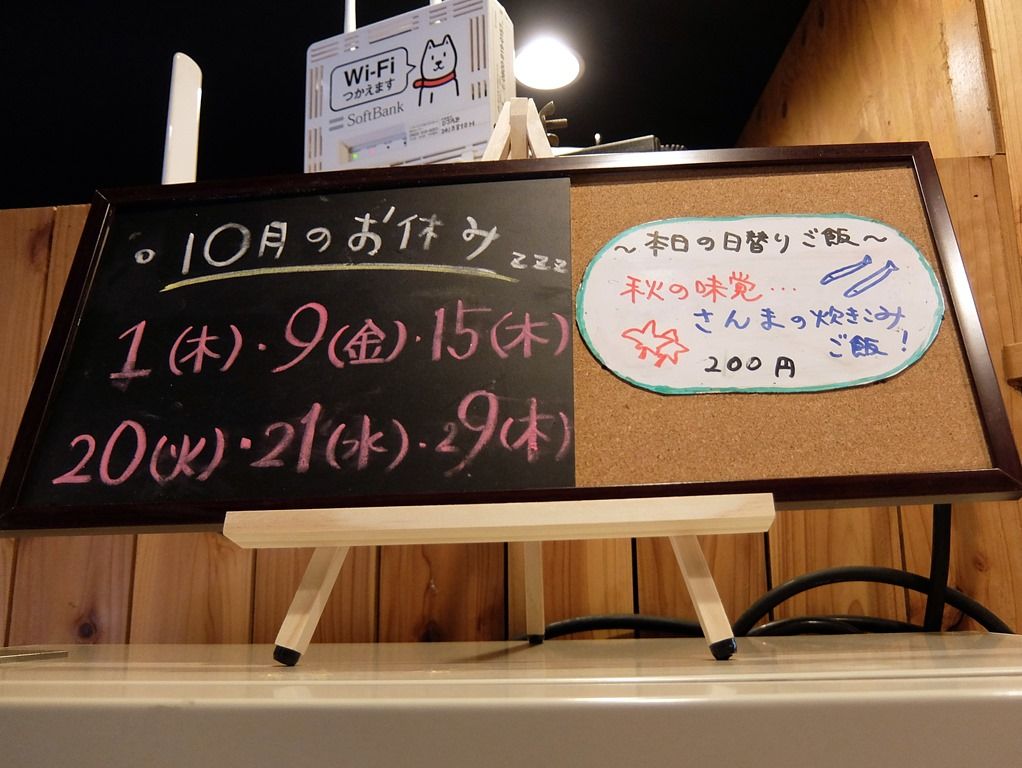 Wi-Fi
つかえます
SoftBank
10月のお休み zzz
1(木)・9(金)・15(木)
20(火)・21(水)・29(木)
～本日の日替りご飯～
秋の味覚…
さんまの炊きこみ
ご飯!
200円